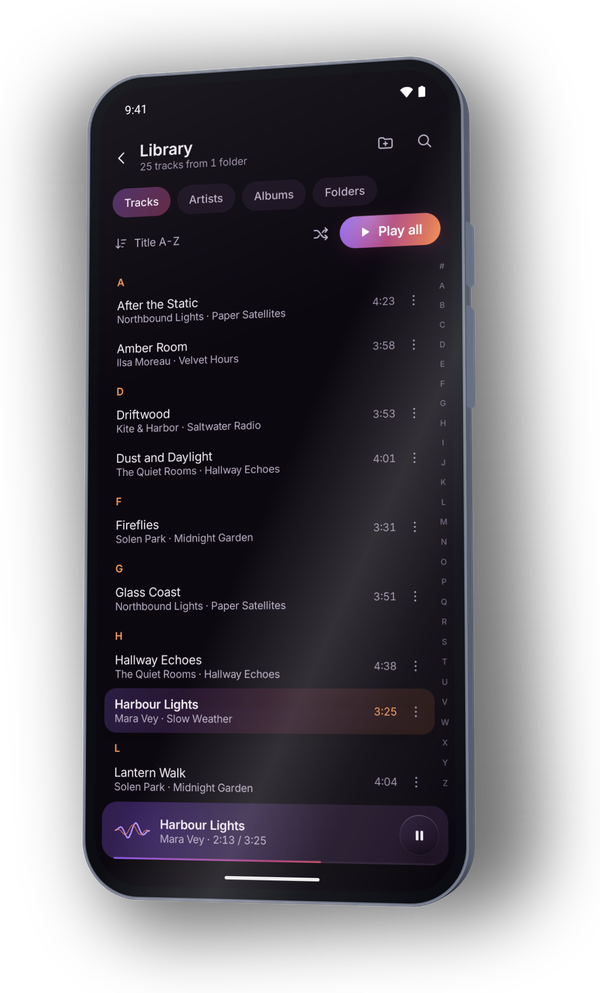 9:41
Library
25 tracks from 1 folder
Tracks Artists Albums Folders
Title A-Z
Play all
A
After the Static
Northbound Lights · Paper Satellites
4:23
Amber Room
Ilsa Moreau · Velvet Hours
3:58
D
Driftwood
Kite & Harbor · Saltwater Radio
3:53
Dust and Daylight
The Quiet Rooms · Hallway Echoes
4:01
F
Fireflies
Solen Park · Midnight Garden
3:31
G
Glass Coast
Northbound Lights · Paper Satellites
3:51
H
Hallway Echoes
The Quiet Rooms · Hallway Echoes
4:38
Harbour Lights
Mara Vey · Slow Weather
3:25
L
Lantern Walk
Solen Park · Midnight Garden
4:04
#
A
B
C
D
E
F
G
H
I
J
K
L
M
N
O
P
Q
R
S
T
U
V
W
X
Y
Z
Harbour Lights
Mara Vey · 2:13 / 3:25